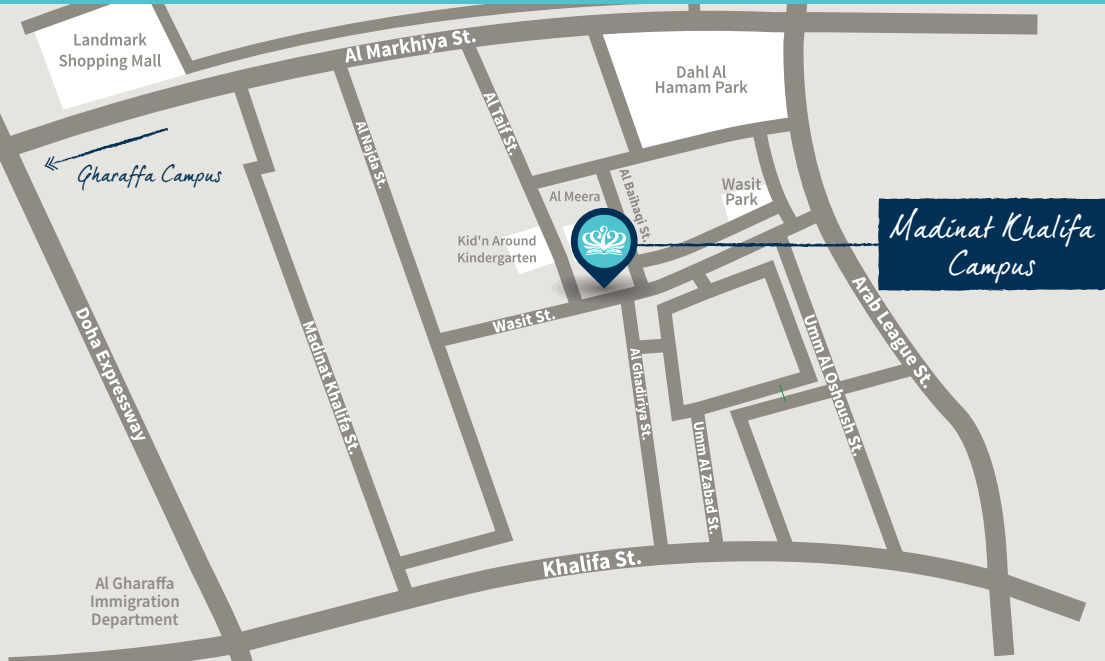 Landmark
Shopping Mall
Al Markhiya St.
Dahl Al
Hamam Park
Al Taif St.
Al Najda St.
Gharaffa Campus
Al Meera
Al Baihaqi St.
Wasit
Park
Kid'n Around
Kindergarten
Madinat Khalifa
Campus
Doha Expressway
Madinat Khalifa St.
Wasit St.
Arab League St.
Umm Al Oshoush St.
Al Ghadiriya St.
Umm Al Zabad St.
Khalifa St.
Al Gharaffa
Immigration
Department